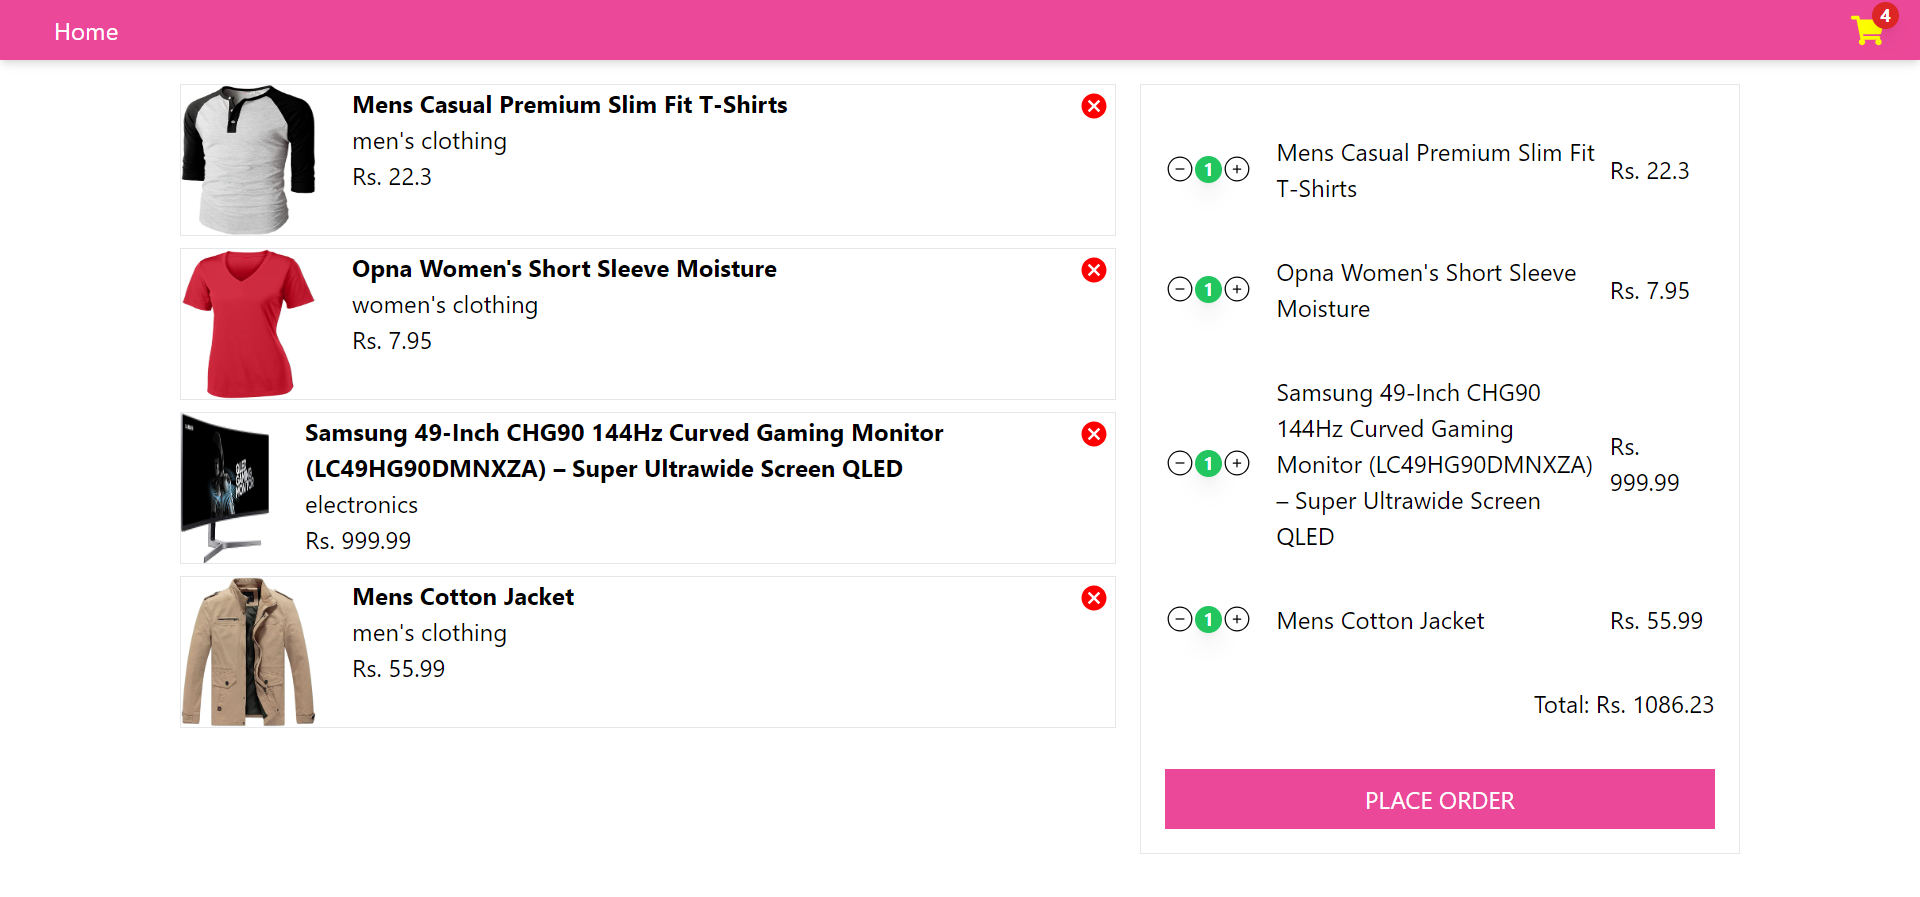 Home
4
Mens Casual Premium Slim Fit T-Shirts
men's clothing
Rs. 22.3
Opna Women's Short Sleeve Moisture
women's clothing
Rs. 7.95
Samsung 49-Inch CHG90 144Hz Curved Gaming Monitor
(LC49HG90DMNXZA) – Super Ultrawide Screen QLED
electronics
Rs. 999.99
QLED
GAMING
MONITOR
Mens Cotton Jacket
men's clothing
Rs. 55.99
1
Mens Casual Premium Slim Fit
T-Shirts
Rs. 22.3
1
Opna Women's Short Sleeve
Moisture
Rs. 7.95
1
Samsung 49-Inch CHG90
144Hz Curved Gaming
Monitor (LC49HG90DMNXZA)
– Super Ultrawide Screen
QLED
Rs.
999.99
1
Mens Cotton Jacket
Rs. 55.99
Total: Rs. 1086.23
PLACE ORDER